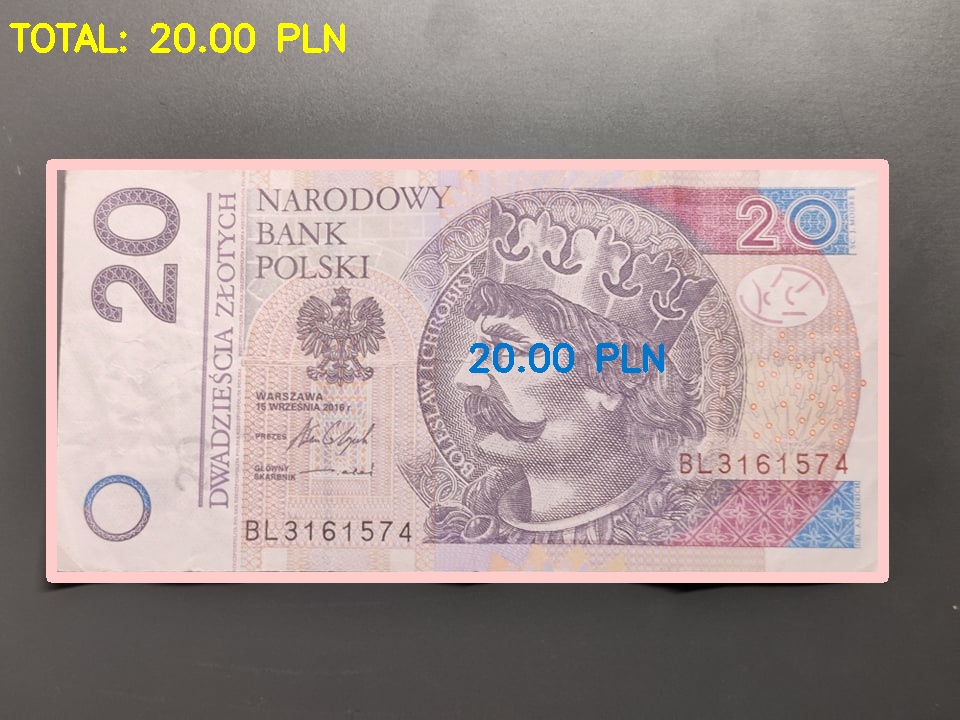 TOTAL: 20.00 PLN
20
DWADZIEŚCIA ZŁOTYCH
NARODOWY
BANK
POLSKI
20
BOLESŁAW I CHROBRY
20.00 PLN
WARSZAWA
15 WRZEŚNIA 2016 r.
PREZES
GŁÓWNY
SKARBNIK
BL3161574
BL3161574